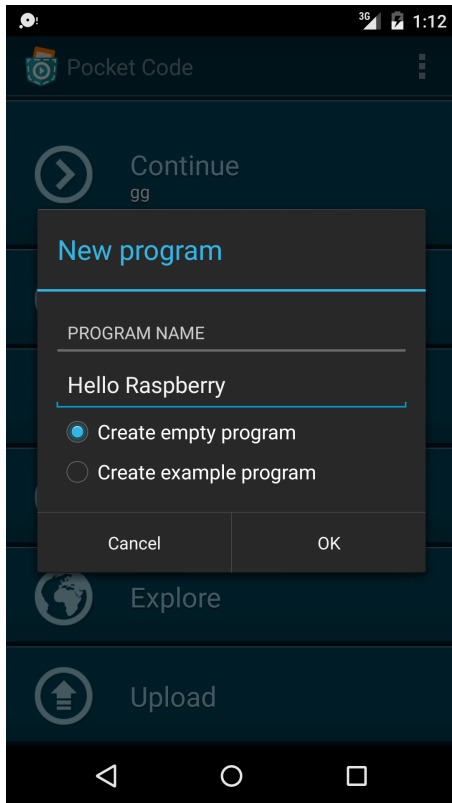 3G
1:12
Pocket Code
Continue
gg
New program
PROGRAM NAME
Hello Raspberry
Create empty program
Create example program
Cancel
OK
Explore
Upload